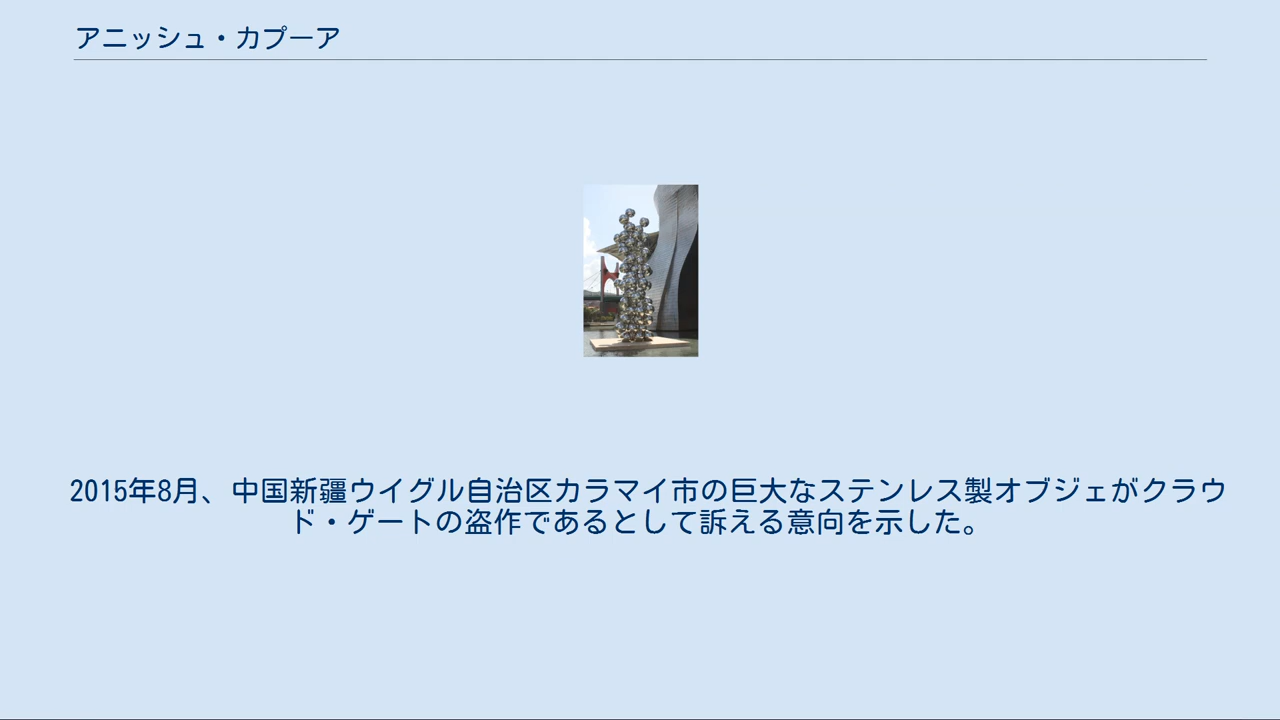 アニッシュ・カプーア
2015年8月、中国新疆ウイグル自治区カラマイ市の巨大なステンレス製オブジェがクラウ
ド・ゲートの盗作であるとして訴える意向を示した。